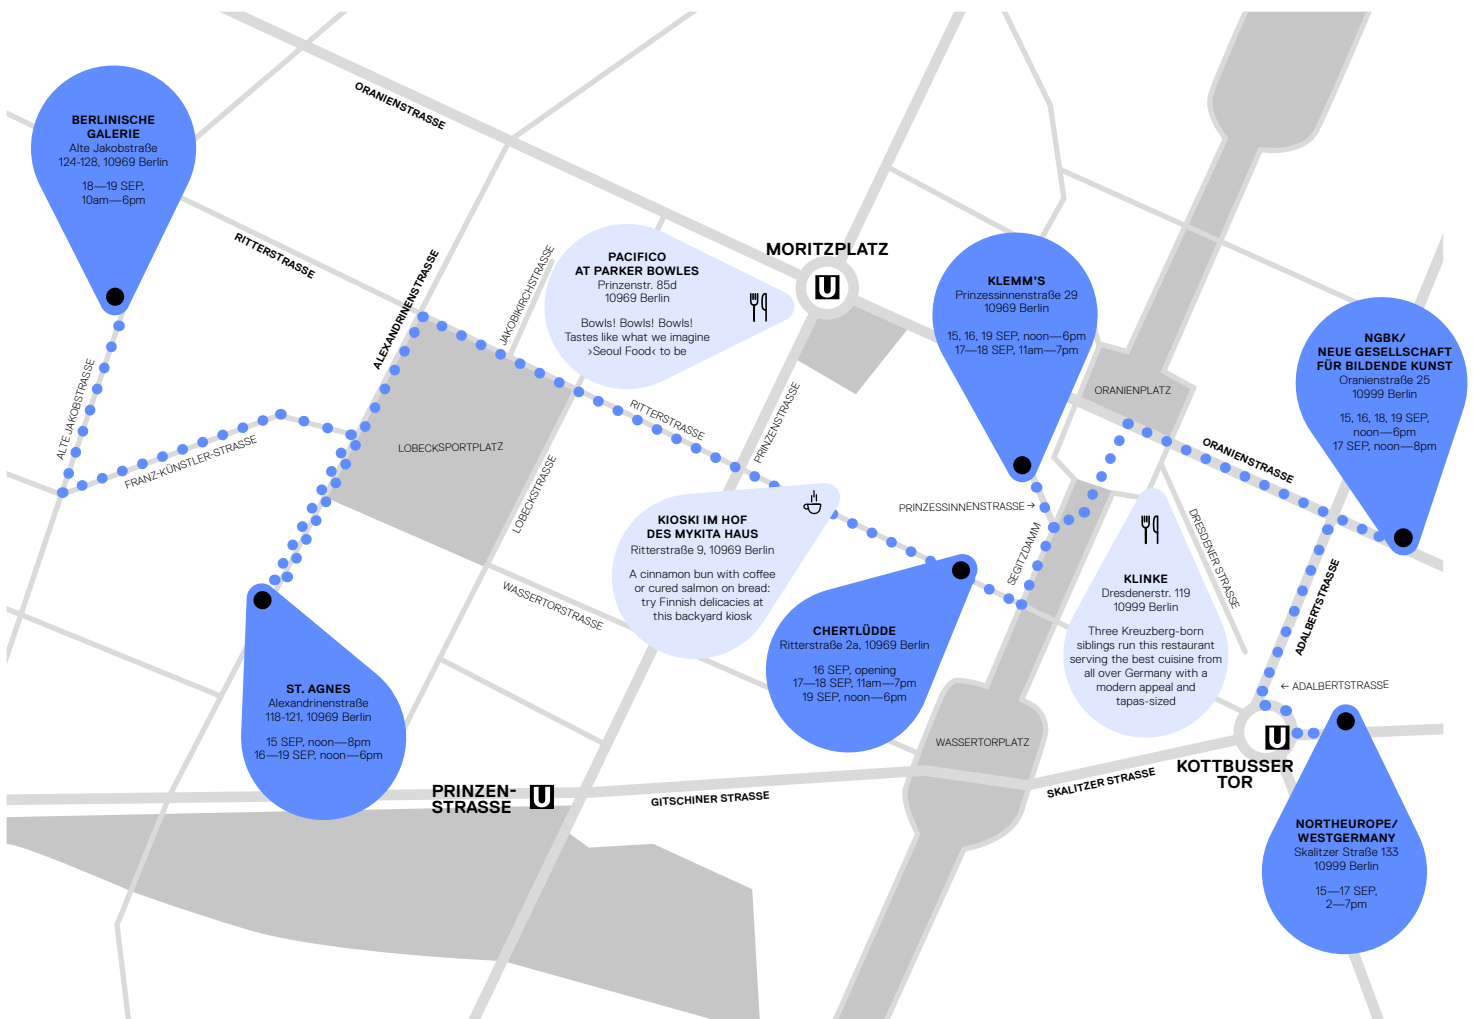 BERLINISCHE
GALERIE
Alte Jakobstraße
124-128, 10969 Berlin
18—19 SEP,
10am—6pm
ORANIENSTRASSE
RITTERSTRASSE
ALEXANDRINENSTRASSE
JAKOBIKIRCHSTRASSE
PACIFICO
AT PARKER BOWLES
Prinzenstr. 85d
10969 Berlin
Bowls! Bowls! Bowls!
Tastes like what we imagine
›Seoul Food‹ to be
MORITZPLATZ
U
KLEMM'S
Prinzessinnenstraße 29
10969 Berlin
15, 16, 19 SEP, noon—6pm
17—18 SEP, 11am—7pm
NGBK/
NEUE GESELLSCHAFT
FÜR BILDENDE KUNST
Oranienstraße 25
10999 Berlin
15, 16, 18, 19 SEP,
noon—6pm
17 SEP, noon—8pm
ORANIENPLATZ
ALTE JAKOBSTRASSE
FRANZ-KÜNSTLER-STRASSE
LOBECKSPORTPLATZ
RITTERSTRASSE
PRINZENSTRASSE
ORANIENSTRASSE
LOBECKSTRASSE
PRINZESSINNENSTRASSE →
SEGITZDAMM
DRESDENER STRASSE
KIOSKI IM HOF
DES MYKITA HAUS
Ritterstraße 9, 10969 Berlin
A cinnamon bun with coffee
or cured salmon on bread:
try Finnish delicacies at
this backyard kiosk
KLINKE
Dresdenerstr. 119
10999 Berlin
Three Kreuzberg-born
siblings run this restaurant
serving the best cuisine from
all over Germany with a
modern appeal and
tapas-sized
ADALBERTSTRASSE
← ADALBERTSTRASSE
WASSERTORSTRASSE
CHERTLÜDDE
Ritterstraße 2a, 10969 Berlin
16 SEP, opening
17—18 SEP, 11am—7pm
19 SEP, noon—6pm
ST. AGNES
Alexandrinenstraße
118-121, 10969 Berlin
15 SEP, noon—8pm
16—19 SEP, noon—6pm
WASSERTORPLATZ
U
KOTTBUSSER
TOR
PRINZEN-
STRASSE
U
GITSCHINER STRASSE
SKALITZER STRASSE
NORTHEUROPE/
WESTGERMANY
Skalitzer Straße 133
10999 Berlin
15—17 SEP,
2—7pm